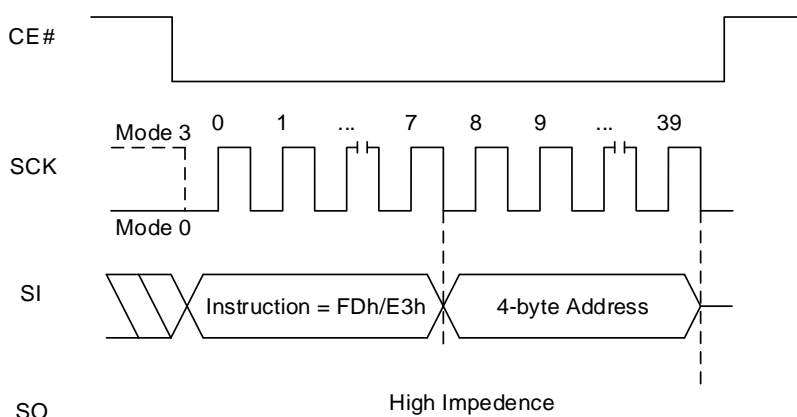 CE#
0 1 ... 7 8 9 ... 39
Mode 3
SCK
Mode 0
SI
Instruction = FDh/E3h
4-byte Address
High Impedence
SO